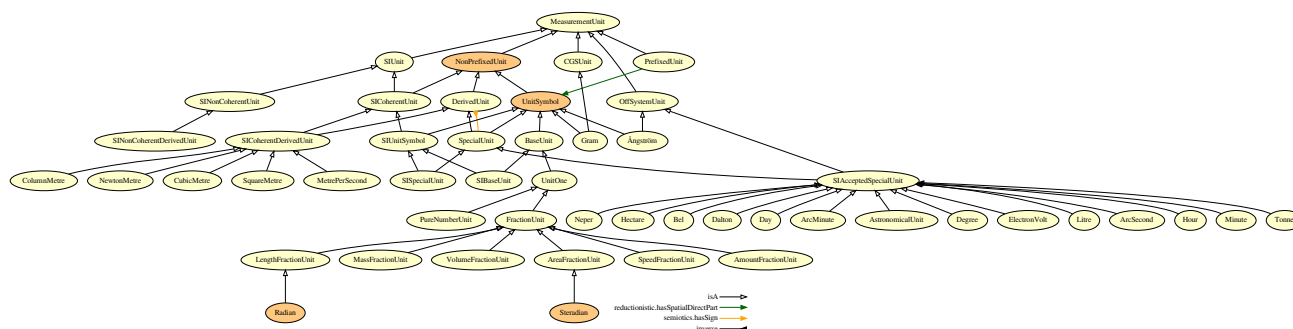 MeasurementUnit
SIUnit NonPrefixedUnit CGSUnit PrefixedUnit
SINonCoherentUnit SICoherentUnit DerivedUnit UnitSymbol OffSystemUnit
SINonCoherentDerivedUnit SICoherentDerivedUnit SIUnitSymbol SpecialUnit BaseUnit Gram Ångström
ColumnMetre NewtonMetre CubicMetre SquareMetre MetrePerSecond SISpecialUnit SIBaseUnit UnitOne SIAcceptedSpecialUnit
PureNumberUnit FractionUnit Neper Hectare Bel Dalton Day ArcMinute AstronomicalUnit Degree ElectronVolt Litre ArcSecond Hour Minute Tonne
LengthFractionUnit MassFractionUnit VolumeFractionUnit AreaFractionUnit SpeedFractionUnit AmountFractionUnit
Radian Steradian
isA
reductionistic.hasSpatialDirectPart
semiotics.hasSign
inverse